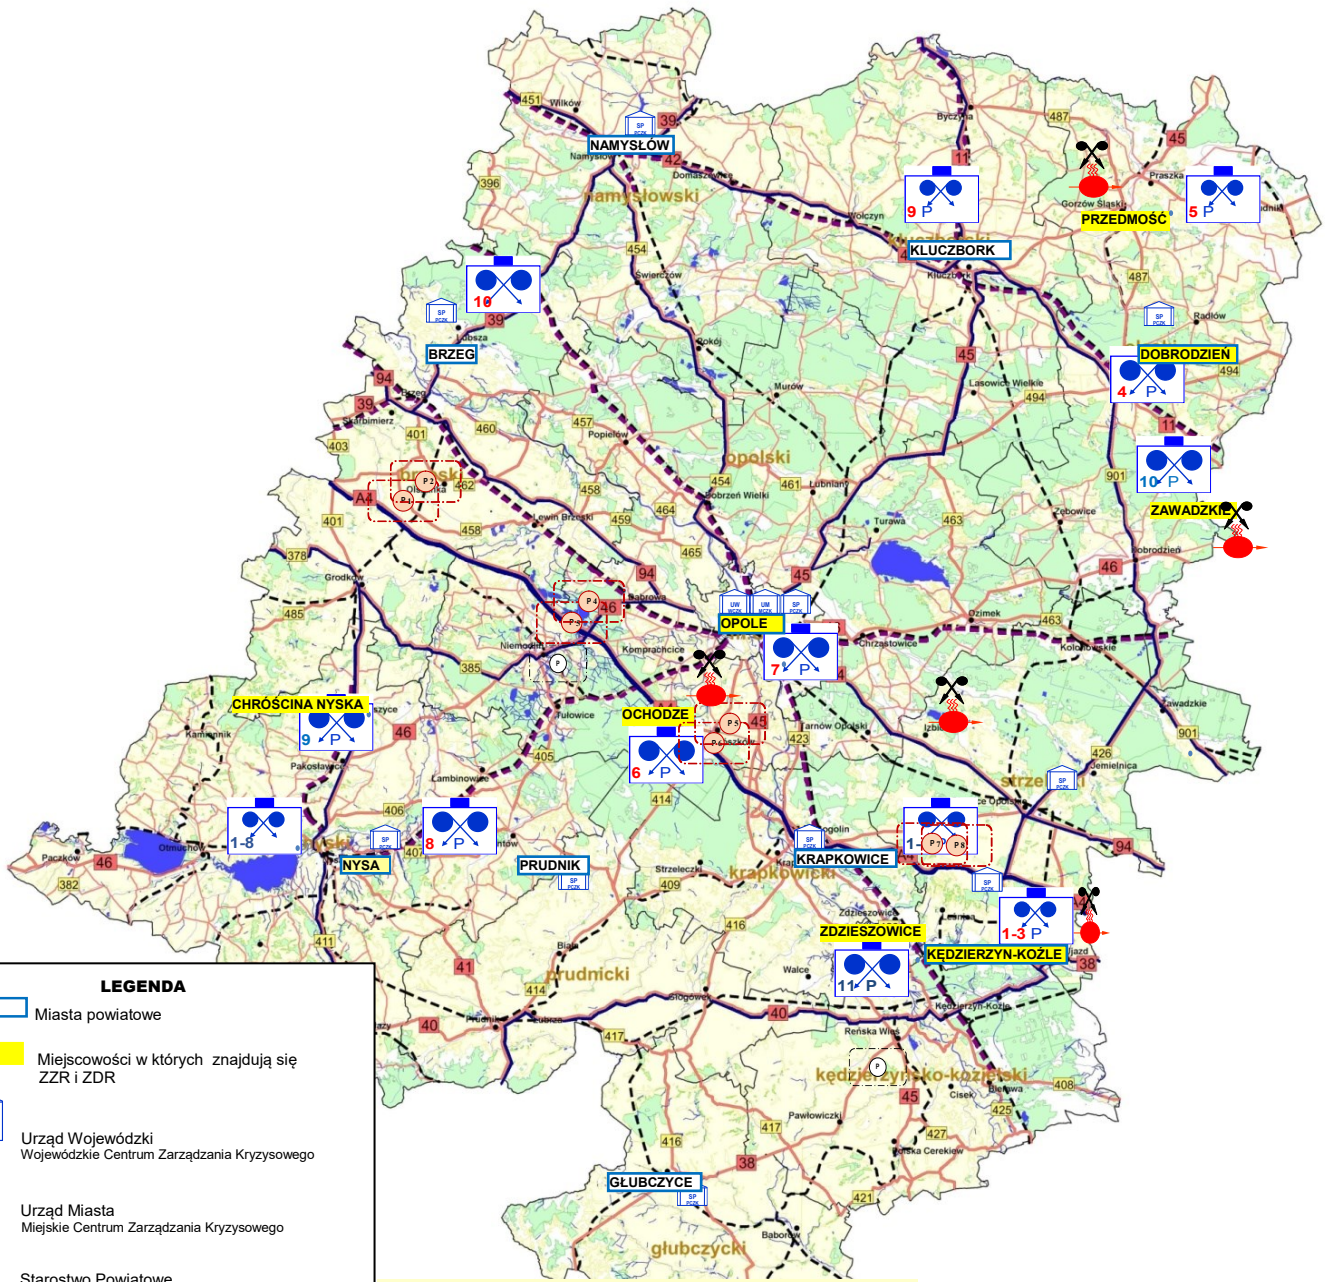 451
Wilków
SP
PCZK
39
NAMYSŁÓW
Namysłów
42
Domaszowice
396
namysłowski
Byczyna
487
45
11
Praszka
9 P
Gorzów Śląski
5 P
PRZEDMOŚĆ
Wołczyn
KLUCZBORK
Kluczbork
454
Świerczów
487
10
39
SP
PCZK
BRZEG
SP
PCZK
Radłów
DOBRODZIEŃ
494
4 P
Pokój
45
Murów
Lasowice Wielkie
494
11
94
39
Skarbimierz
401
403
460
457
Popielów
opolski
454
461
Łubniany
Dobrzeń Wielki
901
10 P
ZAWADZKIE
Zębowice
P 2
462
P 1
A4
401
458
458
459
464
Lewin Brzeski
465
Turawa
463
Dobrodzień
46
378
Grodków
485
94
P 4
46
Dąbrowa
P 3
Niemodlin
P
385
Komprachcice
UW
WCZK
UM
MCZK
SP
PCZK
45
OPOLE
7 P
Chrząstowice
Ozimek
463
Kolonowskie
CHRÓŚCINA NYSKA
9 P
Kamiennik
Pakosławice
46
Tułowice
405
OCHODZE
6 P
P 5
P 6
45
423
414
Tarnów Opolski
Zawadzkie
901
426
Jemielnica
SP
PCZK
Łambinowice
406
1-8
8 P
SP
PCZK
NYSA
407
Otmuchów
Paczków
46
382
PRUDNIK
SP
PCZK
Strzeleczki
409
SP
PCZK
KRAPKOWICE
krapkowicki
P 7
P 8
94
SP
PCZK
416
Zdzieszowice
ZDZIESZOWICE
Leśnica
1-3 P
KĘDZIERZYN-KOŹLE
38
11 P
Walce
411
41
Biała
prudnicki
414
Głogówek
40
Prudnik
Lubrza
40
417
Kędzierzyn-Koźle
Reńska Wieś
P
kędzierzyńsko-kozielski
45
Cisek
Bierawa
408
425
Pawłowiczki
417
427
416
38
Polska Cerekiew
421
GŁUBCZYCE
SP
PCZK
Baborów
głubczycki
LEGENDA
Miasta powiatowe
Miejscowości w których znajdują się
ZZR i ZDR
Urząd Wojewódzki
Wojewódzkie Centrum Zarządzania Kryzysowego
Urząd Miasta
Miejskie Centrum Zarządzania Kryzysowego
Starostwo Powiatowe